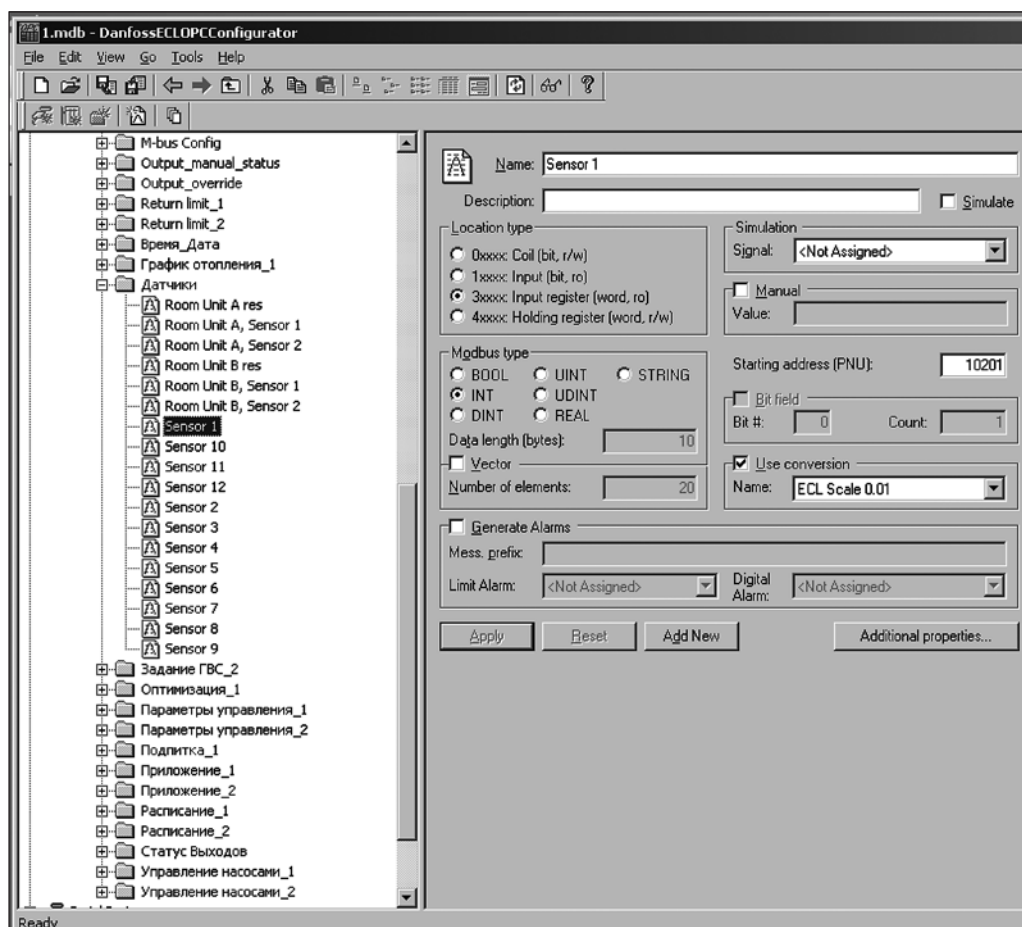 1.mdb - DanfossECLOPCConfigurator
File Edit View Go Tools Help
M-bus Config
Output_manual_status
Output_override
Return limit_1
Return limit_2
Время_Дата
График отопления_1
Датчики
Room Unit A res
Room Unit A, Sensor 1
Room Unit A, Sensor 2
Room Unit B res
Room Unit B, Sensor 1
Room Unit B, Sensor 2
Sensor 1
Sensor 10
Sensor 11
Sensor 12
Sensor 2
Sensor 3
Sensor 4
Sensor 5
Sensor 6
Sensor 7
Sensor 8
Sensor 9
Задание ГВС_2
Оптимизация_1
Параметры управления_1
Параметры управления_2
Подпитка_1
Приложение_1
Приложение_2
Расписание_1
Расписание_2
Статус Выходов
Управление насосами_1
Управление насосами_2
Name: Sensor 1
Description: Simulate
Location type
0xxxx: Coil (bit, r/w)
1xxxx: Input (bit, ro)
3xxxx: Input register (word, ro)
4xxxx: Holding register (word, r/w)
Simulation
Signal: <Not Assigned>
Manual
Value:
Modbus type
BOOL UINT STRING
INT UDINT
DINT REAL
Data length (bytes): 10
Vector
Number of elements: 20
Starting address (PNU): 10201
Bit field
Bit #: 0 Count: 1
Use conversion
Name: ECL Scale 0.01
Generate Alarms
Mess. prefix:
Limit Alarm: <Not Assigned> Digital Alarm: <Not Assigned>
Apply Reset Add New Additional properties...
Ready